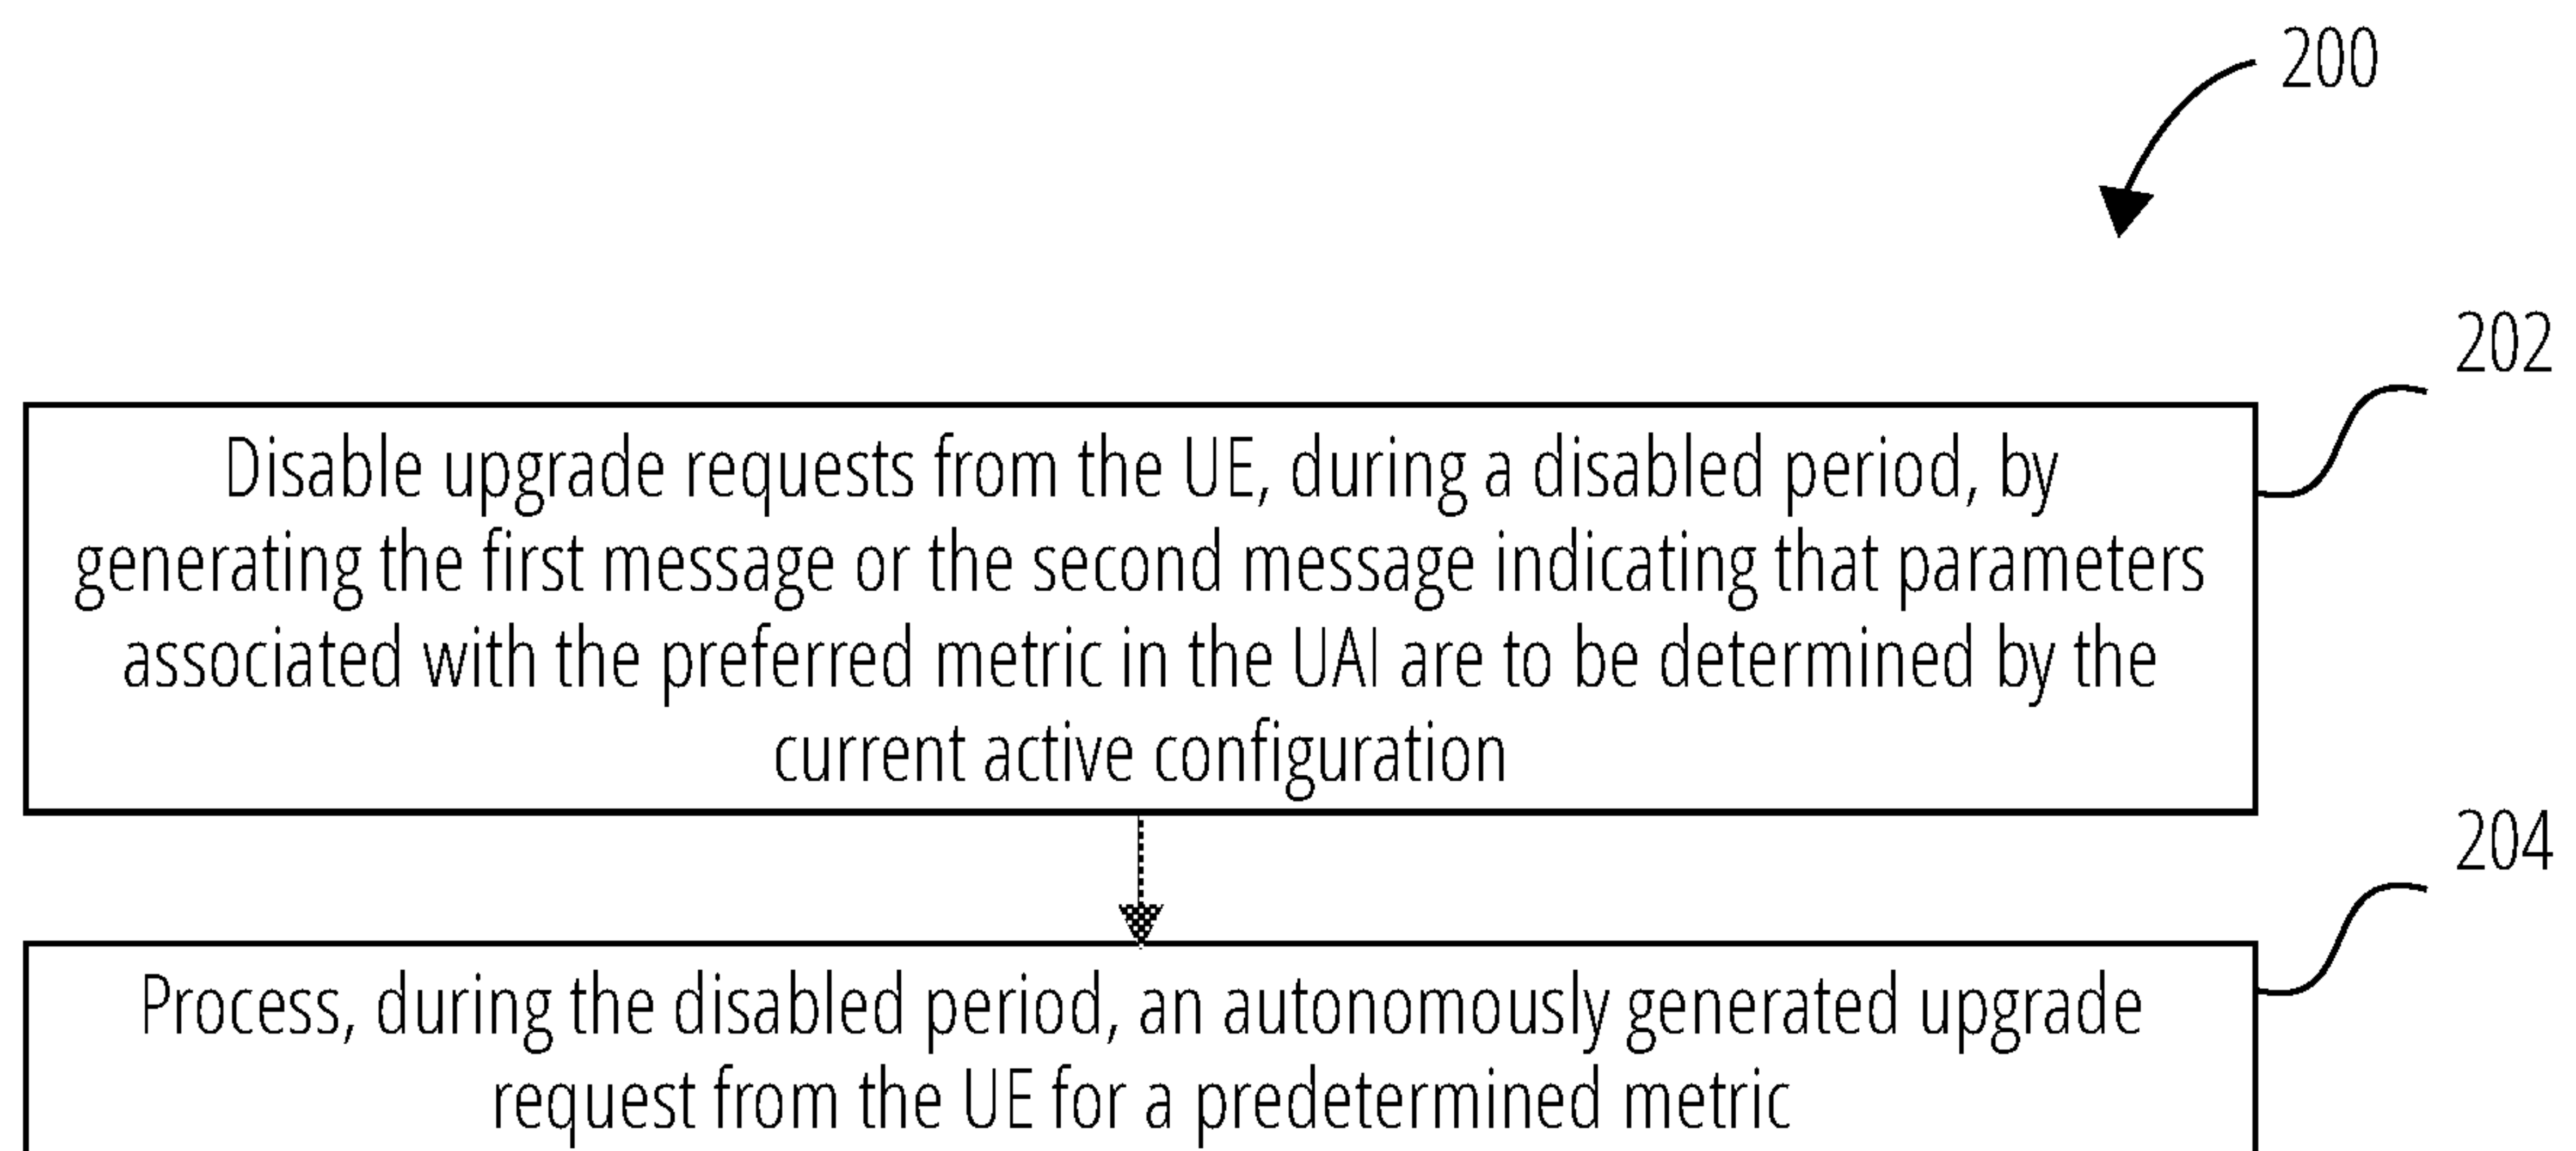 200
202
Disable upgrade requests from the UE, during a disabled period, by
generating the first message or the second message indicating that parameters
associated with the preferred metric in the UAI are to be determined by the
current active configuration
204
Process, during the disabled period, an autonomously generated upgrade
request from the UE for a predetermined metric